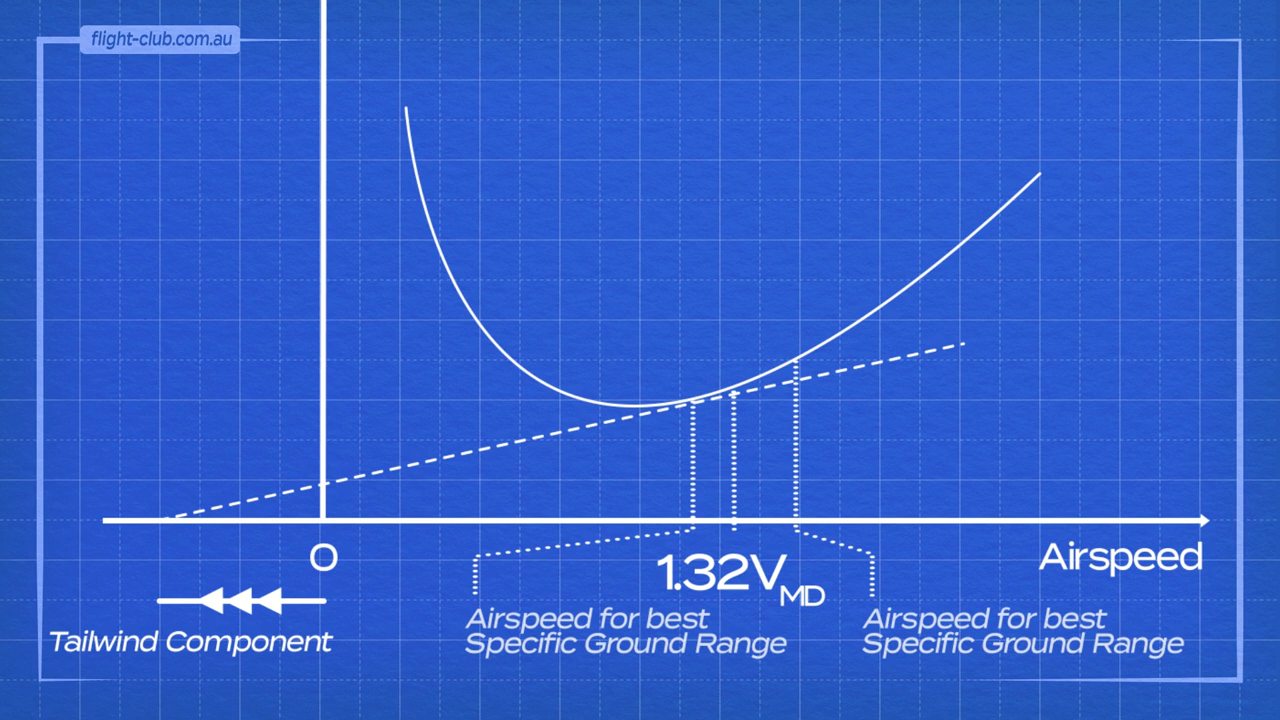 flight-club.com.au
O
Airspeed
1.32VMD
Tailwind Component
Airspeed for best
Specific Ground Range
Airspeed for best
Specific Ground Range